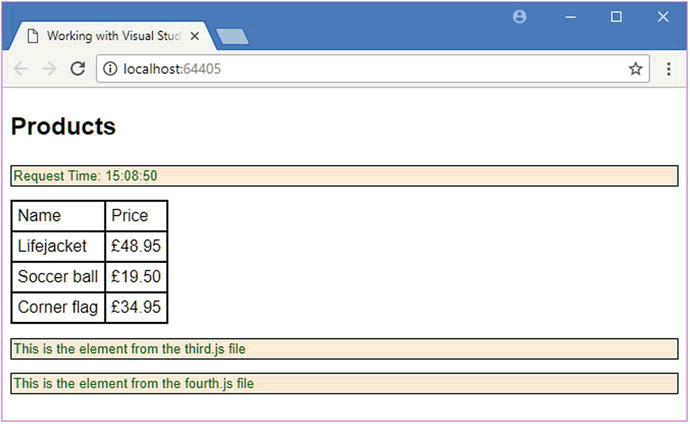 Working with Visual Stud
localhost:64405
Products
Request Time: 15:08:50
Name Price
Lifejacket £48.95
Soccer ball £19.50
Corner flag £34.95
This is the element from the third.js file
This is the element from the fourth.js file